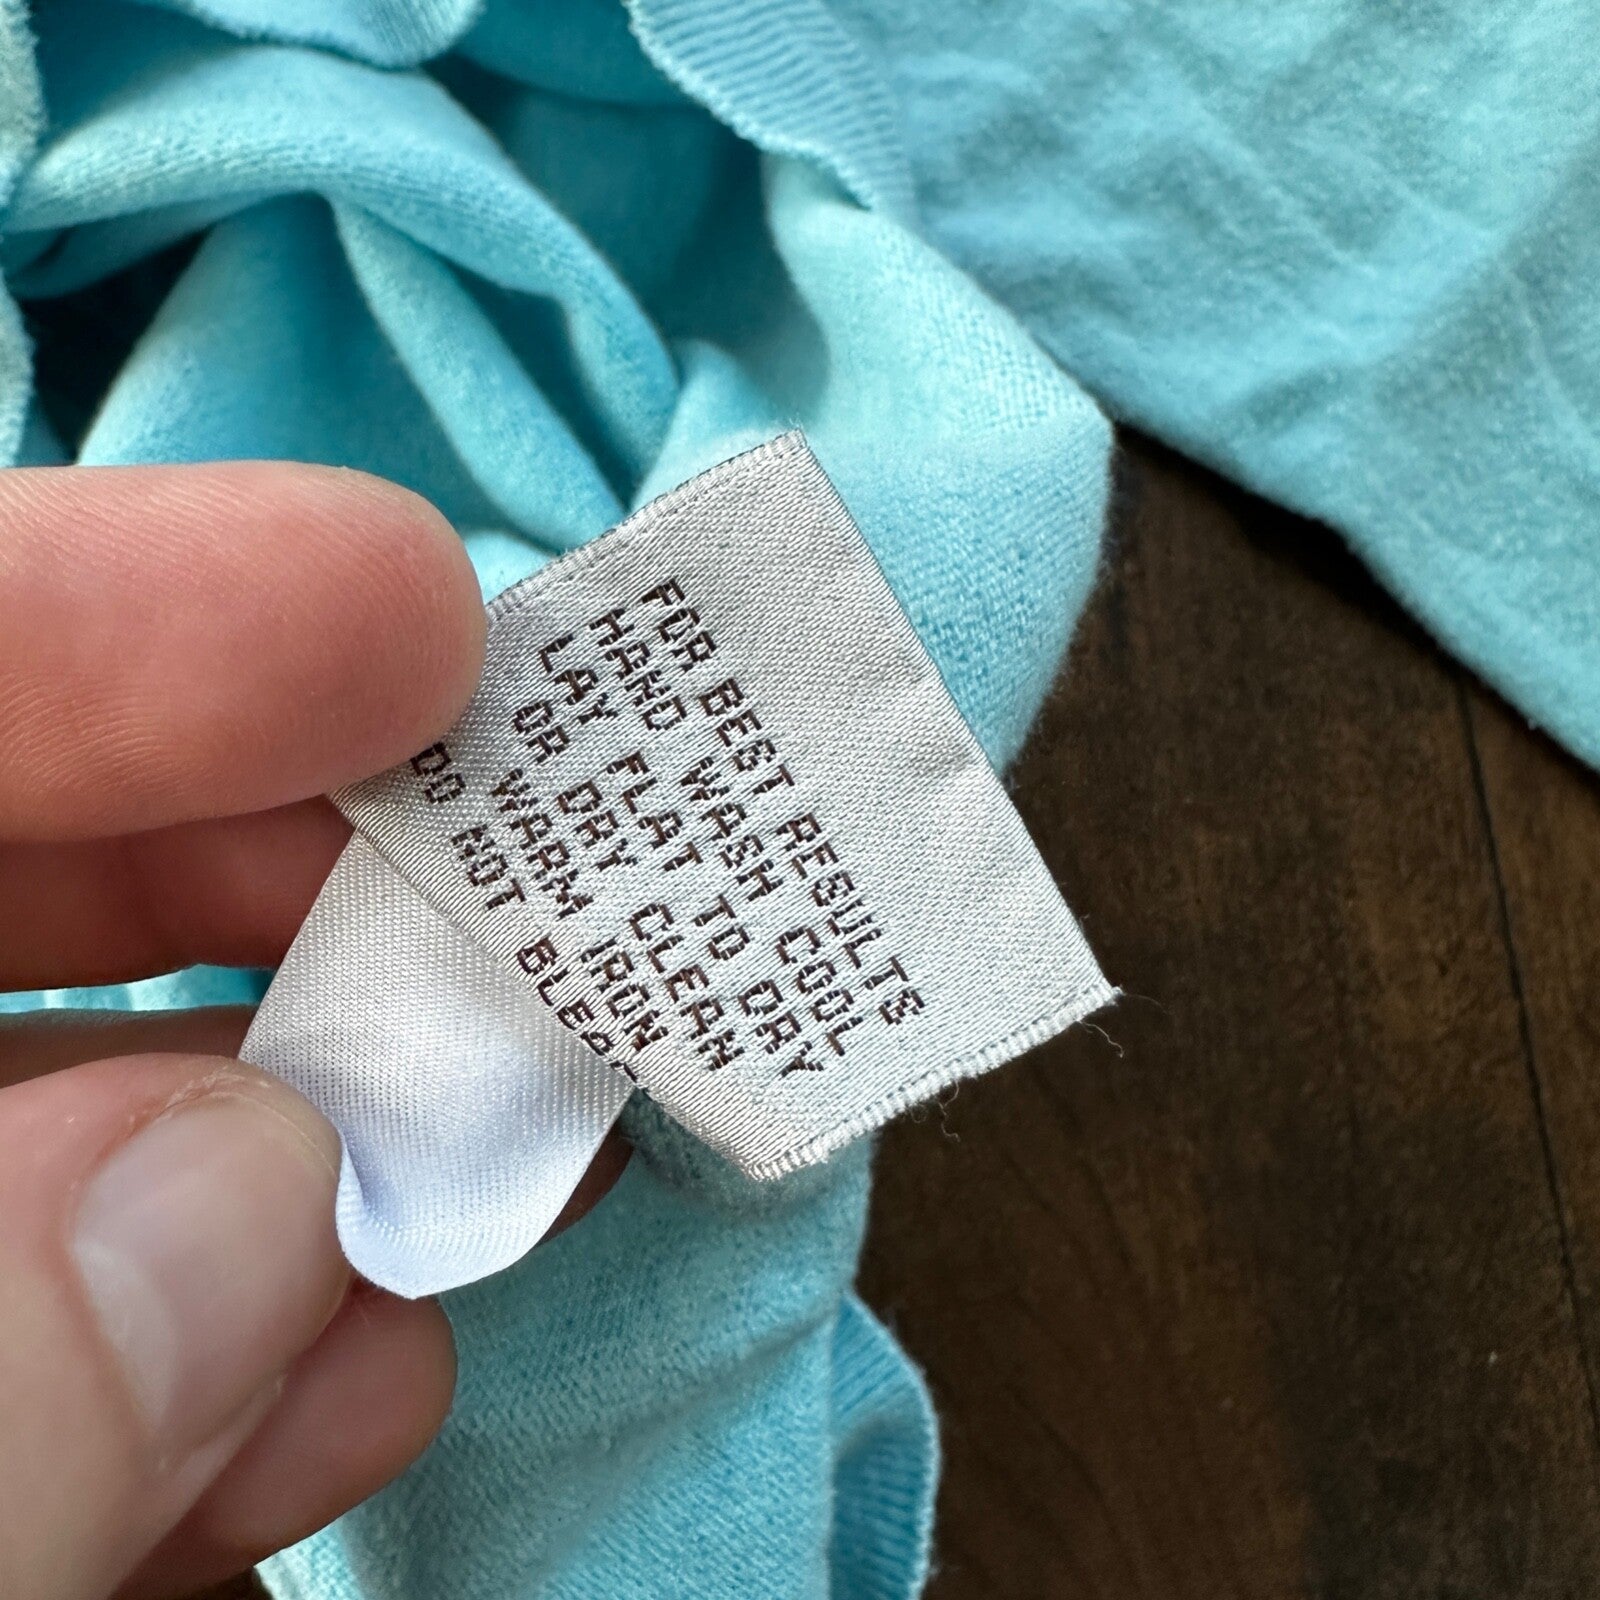 FOR BEST RESULTS
HAND WASH COOL
LAY FLAT TO DRY
OR DRY CLEAN
WARM IRON
DO NOT